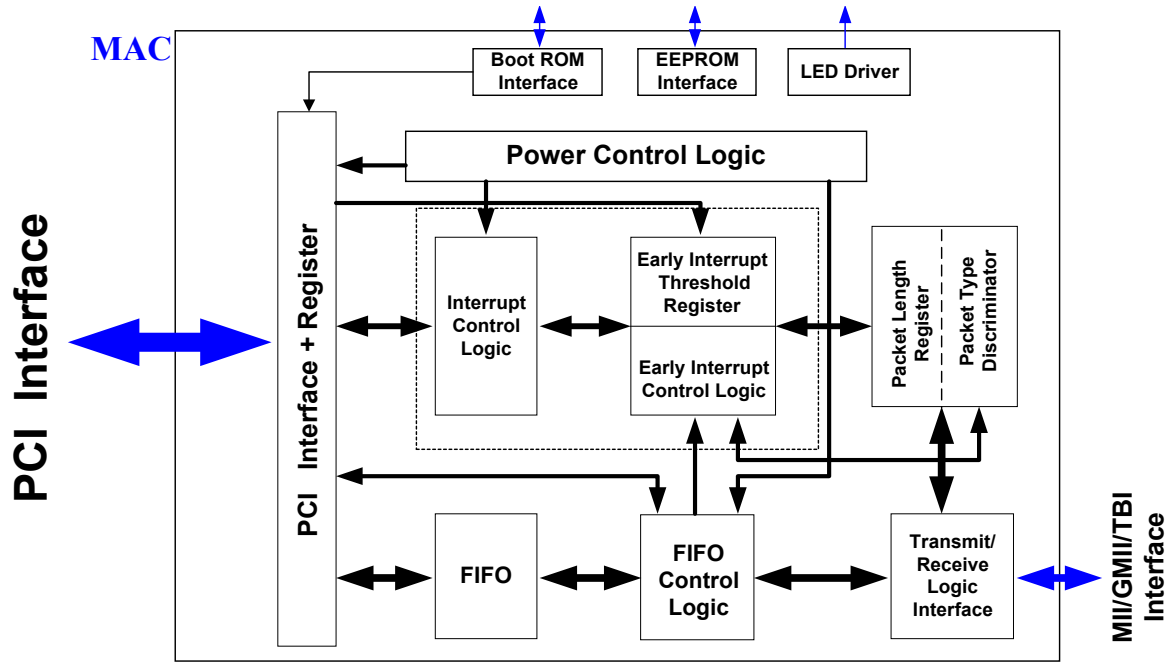 MAC
Boot ROM
Interface
EEPROM
Interface
LED Driver
Power Control Logic
PCI Interface
PCI Interface + Register
Interrupt
Control
Logic
Early Interrupt
Threshold
Register
Early Interrupt
Control Logic
Packet Length
Register
Packet Type
Discriminator
FIFO
FIFO
Control
Logic
Transmit/
Receive
Logic
Interface
MII/GMII/TBI
Interface